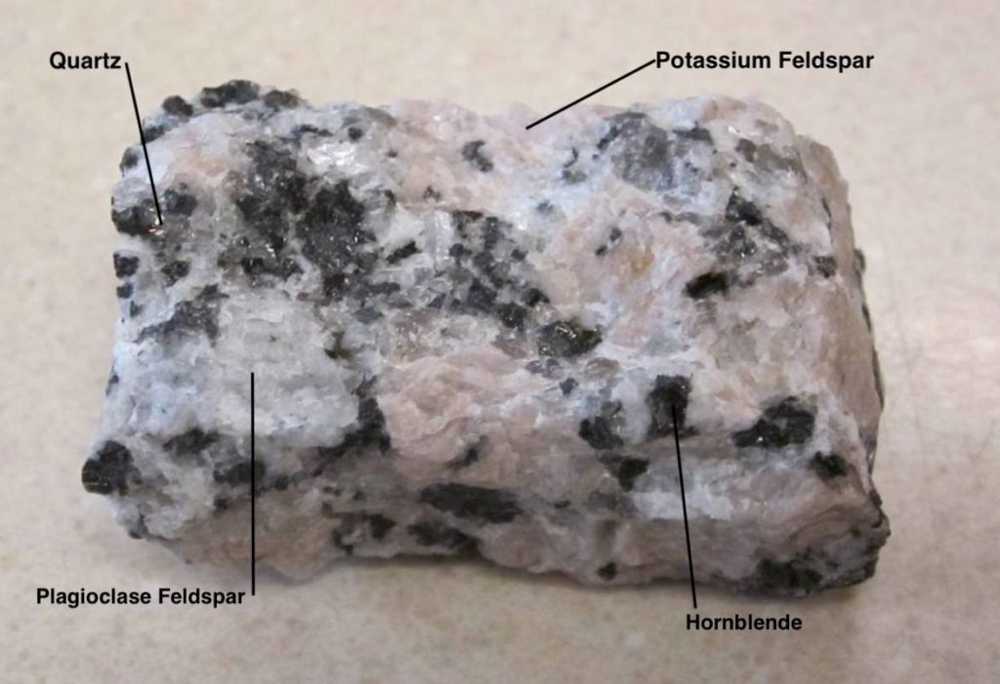 Quartz
Potassium Feldspar
Plagioclase Feldspar
Hornblende